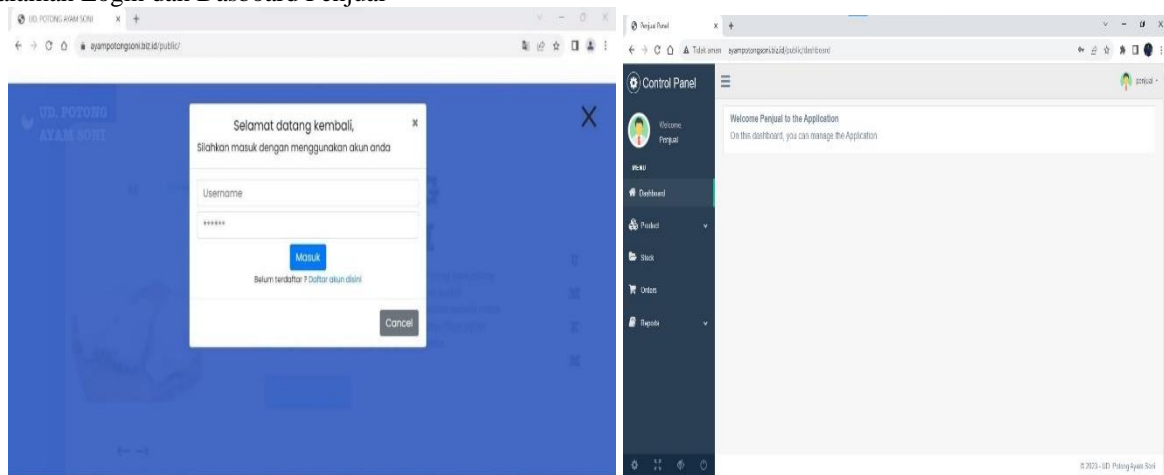 Halaman Login dan Dasboard Penjual
UD. POTONG AYAM SONI
ayampotongsoni.biz.id/public/
UD. POTONG
AYAM SONI
Selamat datang kembali,
Silahkan masuk dengan menggunakan akun anda
Username
******
Masuk
Belum terdaftar ? Daftar akun disini
Cancel
Penjual Panel
Tidak aman
ayampotongsoni.biz.id/public/dashboard
Control Panel
penjual
Welcome
Penjual
MENU
Dashboard
Product
Stock
Orders
Reports
Welcome Penjual to the Application
On this dashboard, you can manage the Application
© 2023 - UD. Potong Ayam Soni